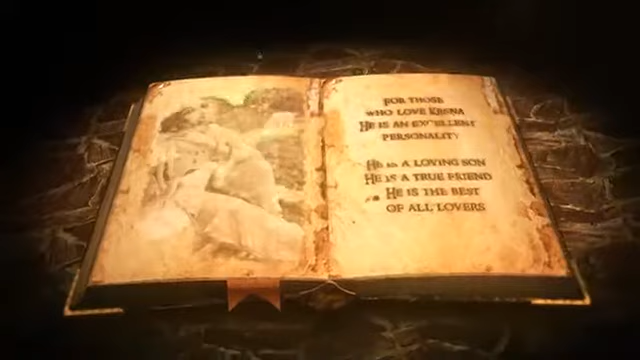 FOR THOSE
WHO LOVE KRSNA
HE IS AN EXCELLENT
PERSONALITY
HE IS A LOVING SON
HE IS A TRUE FRIEND
HE IS THE BEST
OF ALL LOVERS